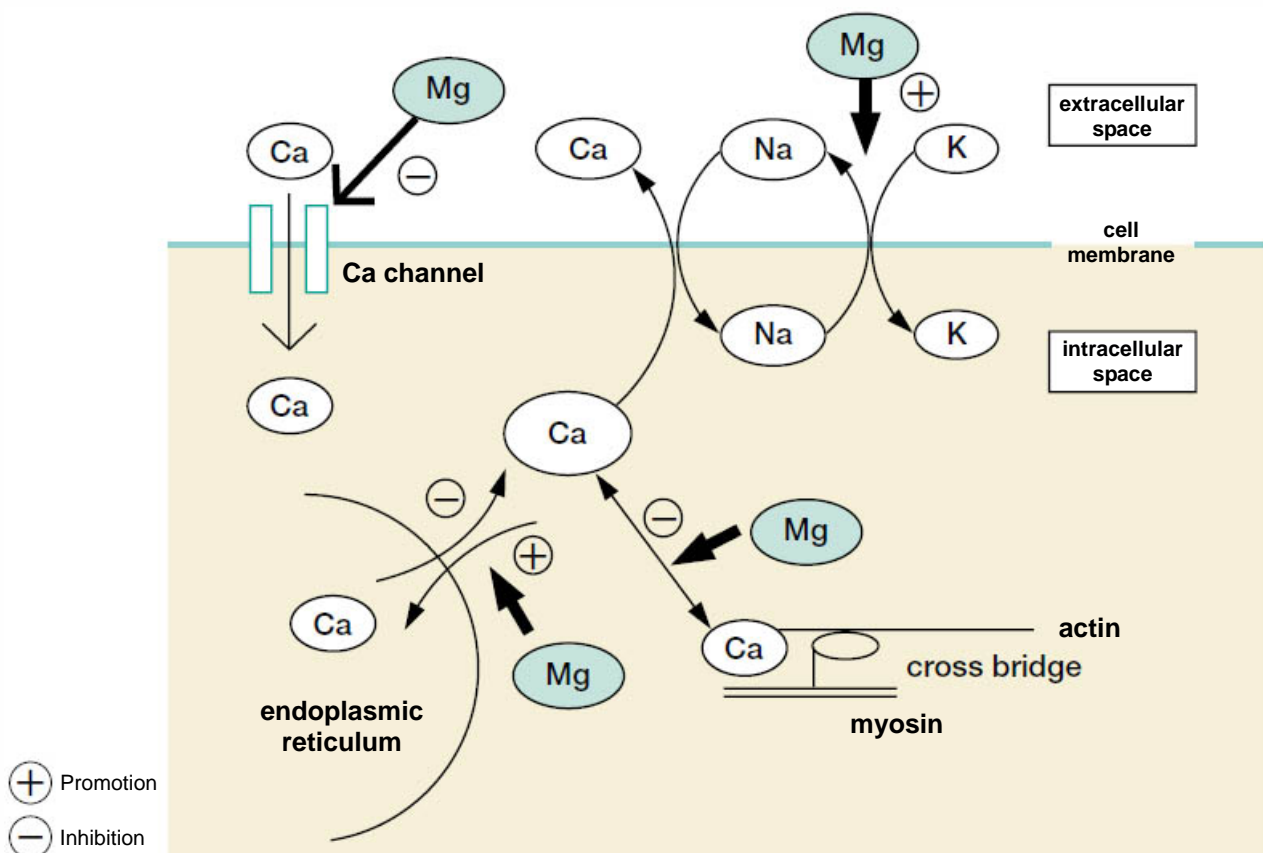 Mg
Mg
+
extracellular
space
Ca
−
Ca
Na
K
cell
membrane
Ca channel
Na
K
intracellular
space
Ca
Ca
−
−
Mg
+
Ca
Mg
Ca
actin
cross bridge
myosin
endoplasmic
reticulum
+ Promotion
− Inhibition